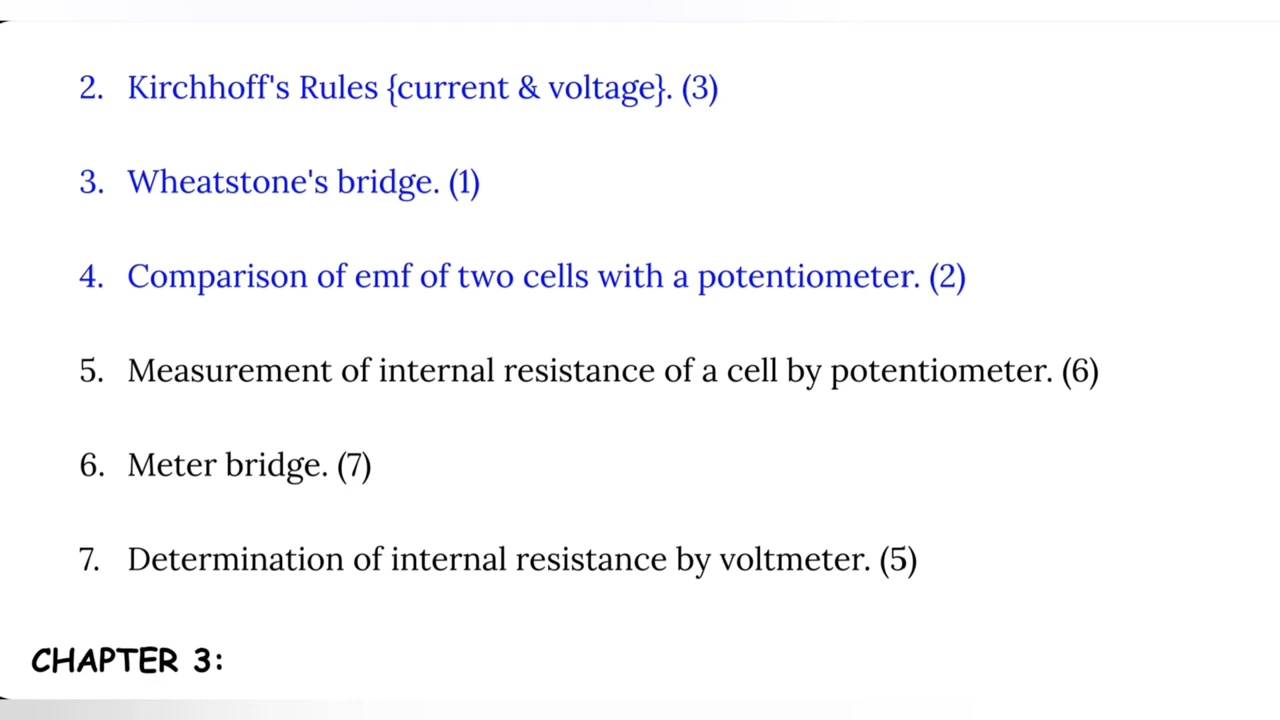 2. Kirchhoff's Rules {current & voltage}. (3)
3. Wheatstone's bridge. (1)
4. Comparison of emf of two cells with a potentiometer. (2)
5. Measurement of internal resistance of a cell by potentiometer. (6)
6. Meter bridge. (7)
7. Determination of internal resistance by voltmeter. (5)
CHAPTER 3: